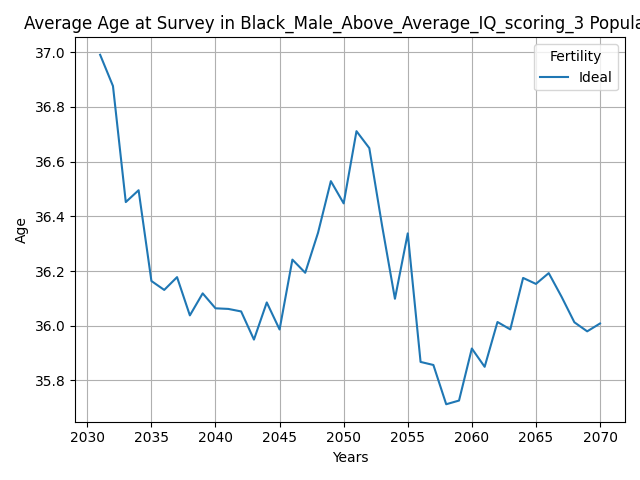 Average Age at Survey in Black_Male_Above_Average_IQ_scoring_3 Popula
Fertility
Ideal
37.0
36.8
36.6
36.4
36.2
36.0
35.8
Age
2030 2035 2040 2045 2050 2055 2060 2065 2070
Years